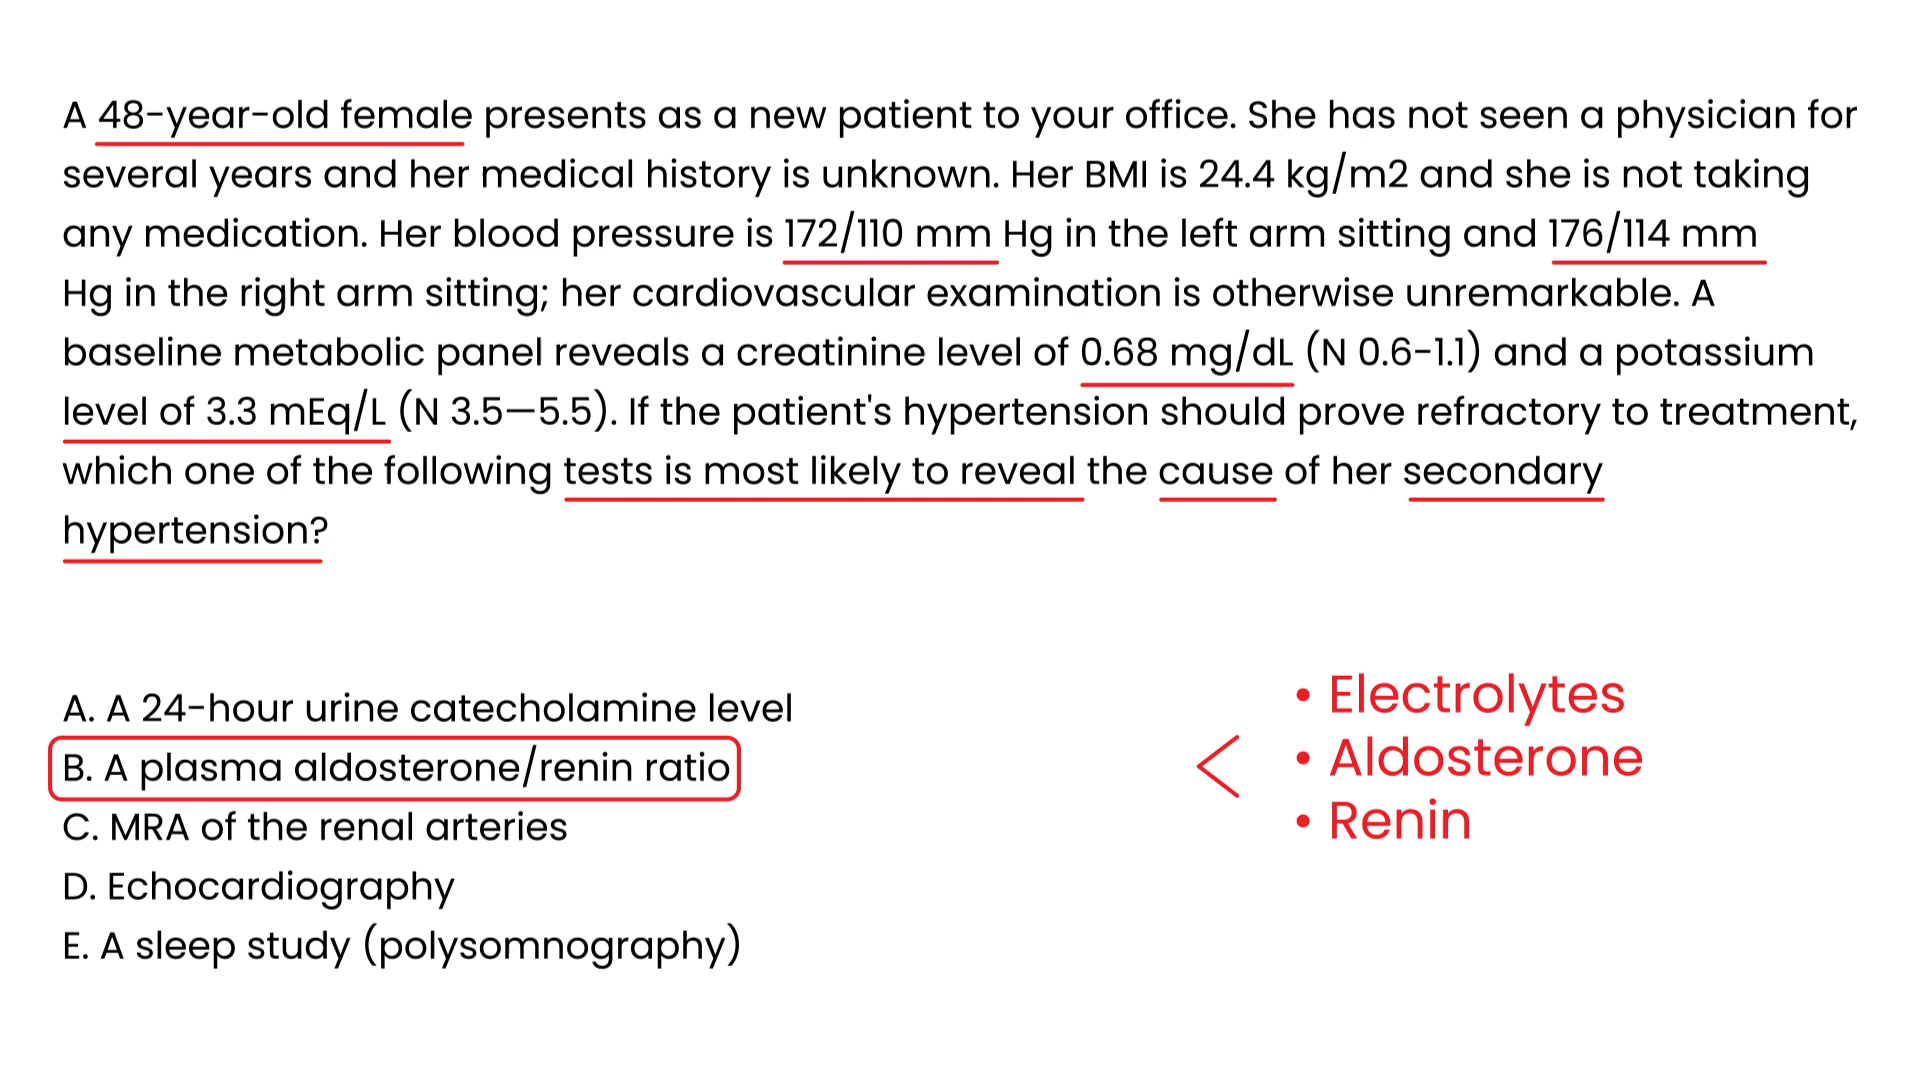 A 48-year-old female presents as a new patient to your office. She has not seen a physician for
several years and her medical history is unknown. Her BMI is 24.4 kg/m2 and she is not taking
any medication. Her blood pressure is 172/110 mm Hg in the left arm sitting and 176/114 mm
Hg in the right arm sitting; her cardiovascular examination is otherwise unremarkable. A
baseline metabolic panel reveals a creatinine level of 0.68 mg/dL (N 0.6-1.1) and a potassium
level of 3.3 mEq/L (N 3.5—5.5). If the patient's hypertension should prove refractory to treatment,
which one of the following tests is most likely to reveal the cause of her secondary
hypertension?
A. A 24-hour urine catecholamine level
B. A plasma aldosterone/renin ratio
C. MRA of the renal arteries
D. Echocardiography
E. A sleep study (polysomnography)
<
• Electrolytes
• Aldosterone
• Renin